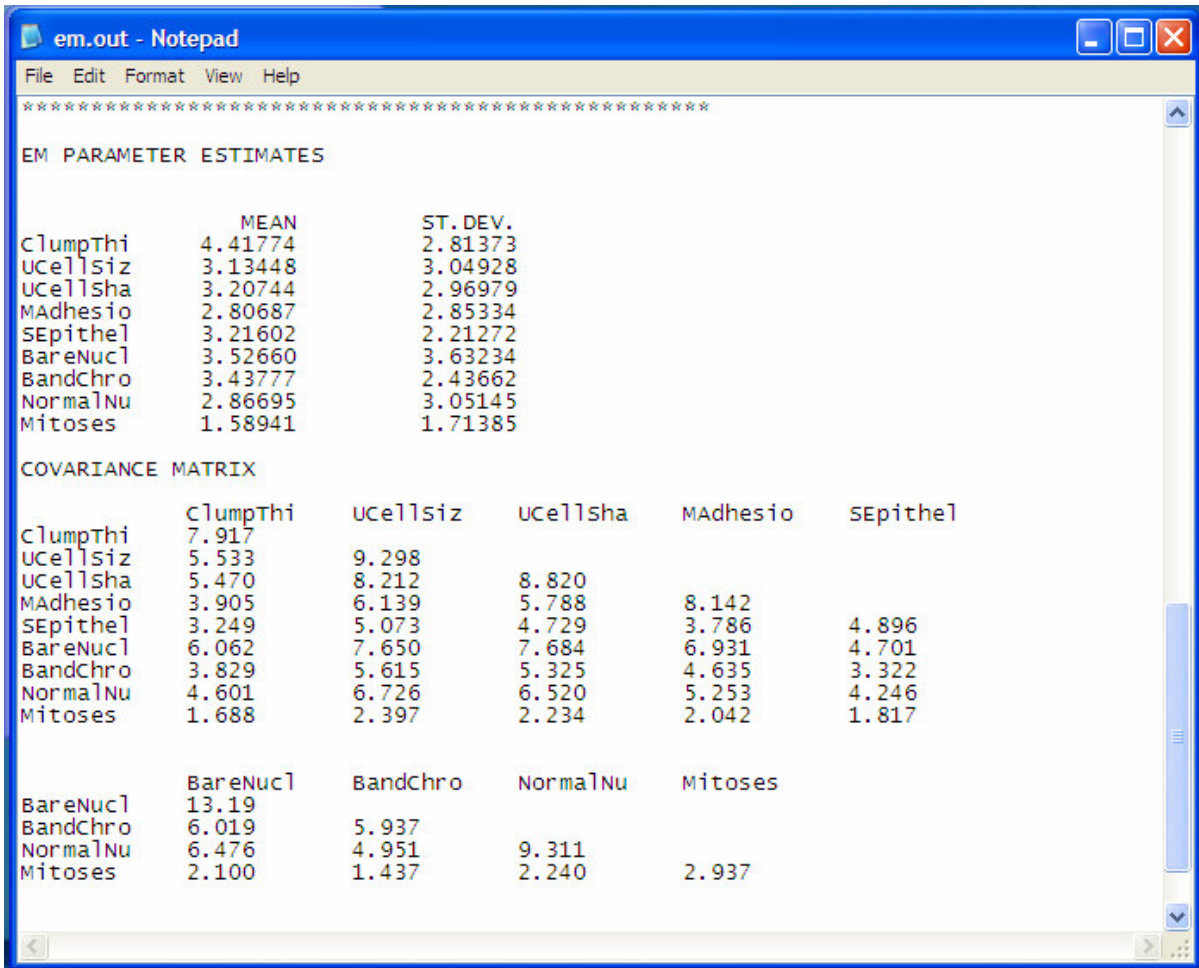 em.out - Notepad
File Edit Format View Help
*****************************************************
EM PARAMETER ESTIMATES
MEAN ST.DEV.
ClumpThi 4.41774 2.81373
UCellSiz 3.13448 3.04928
UCellSha 3.20744 2.96979
MAdhesio 2.80687 2.85334
SEpithel 3.21602 2.21272
BareNucl 3.52660 3.63234
BandChro 3.43777 2.43662
NormalNu 2.86695 3.05145
Mitoses 1.58941 1.71385
COVARIANCE MATRIX
ClumpThi UCellSiz UCellSha MAdhesio SEpithel
ClumpThi 7.917
UCellSiz 5.533 9.298
UCellSha 5.470 8.212 8.820
MAdhesio 3.905 6.139 5.788 8.142
SEpithel 3.249 5.073 4.729 3.786 4.896
BareNucl 6.062 7.650 7.684 6.931 4.701
BandChro 3.829 5.615 5.325 4.635 3.322
NormalNu 4.601 6.726 6.520 5.253 4.246
Mitoses 1.688 2.397 2.234 2.042 1.817
BareNucl BandChro NormalNu Mitoses
BareNucl 13.19
BandChro 6.019 5.937
NormalNu 6.476 4.951 9.311
Mitoses 2.100 1.437 2.240 2.937